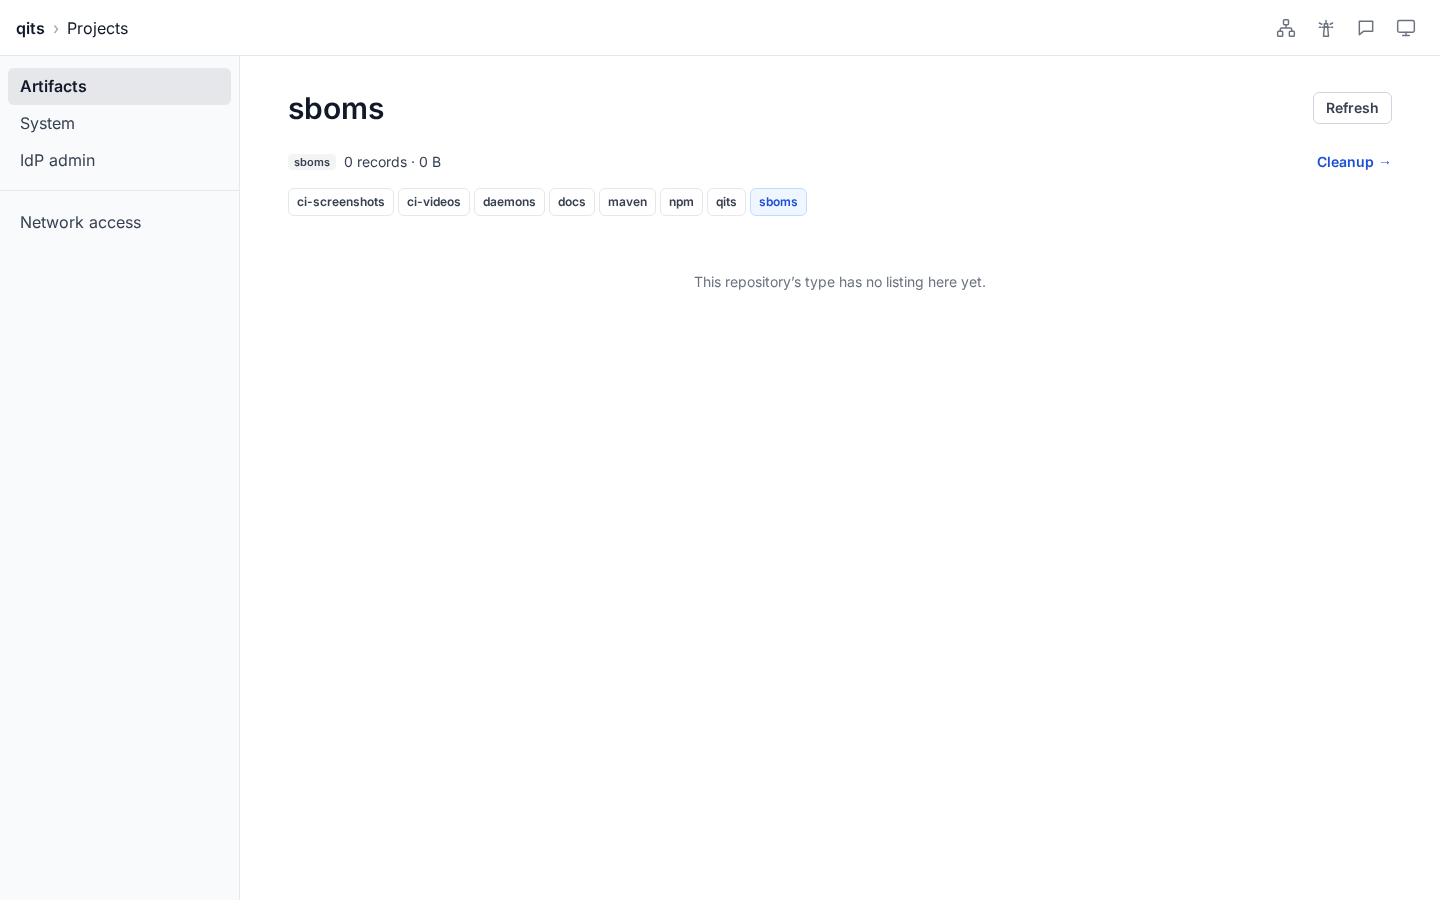 qits › Projects
Artifacts
System
IdP admin
Network access
sboms
Refresh
sboms 0 records · 0 B
Cleanup →
ci-screenshots ci-videos daemons docs maven npm qits sboms
This repository’s type has no listing here yet.